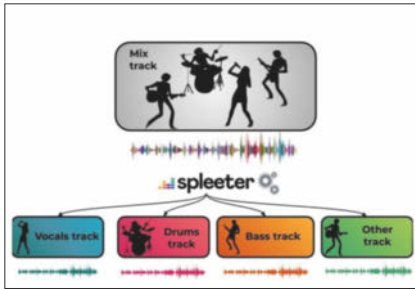 Mix
track
spleeter
Vocals track
Drums
track
Bass track
Other
track